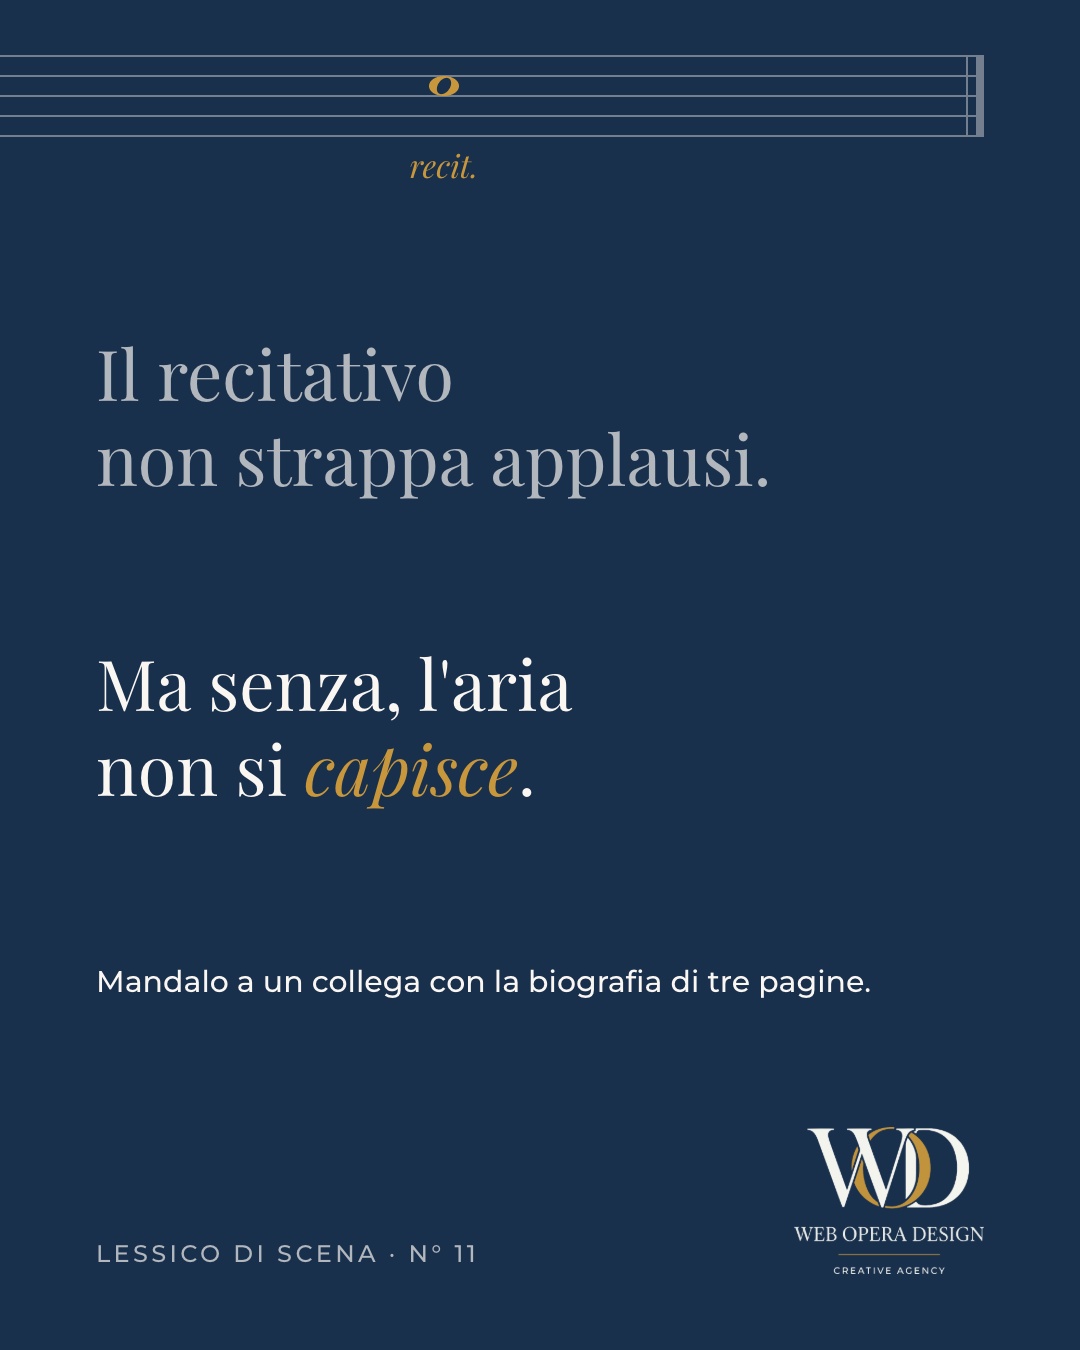 recit.
Il recitativo
non strappa applausi.
Ma senza, l'aria
non si capisce.
Mandalo a un collega con la biografia di tre pagine.
LESSICO DI SCENA · N° 11
WOD
WEB OPERA DESIGN
CREATIVE AGENCY